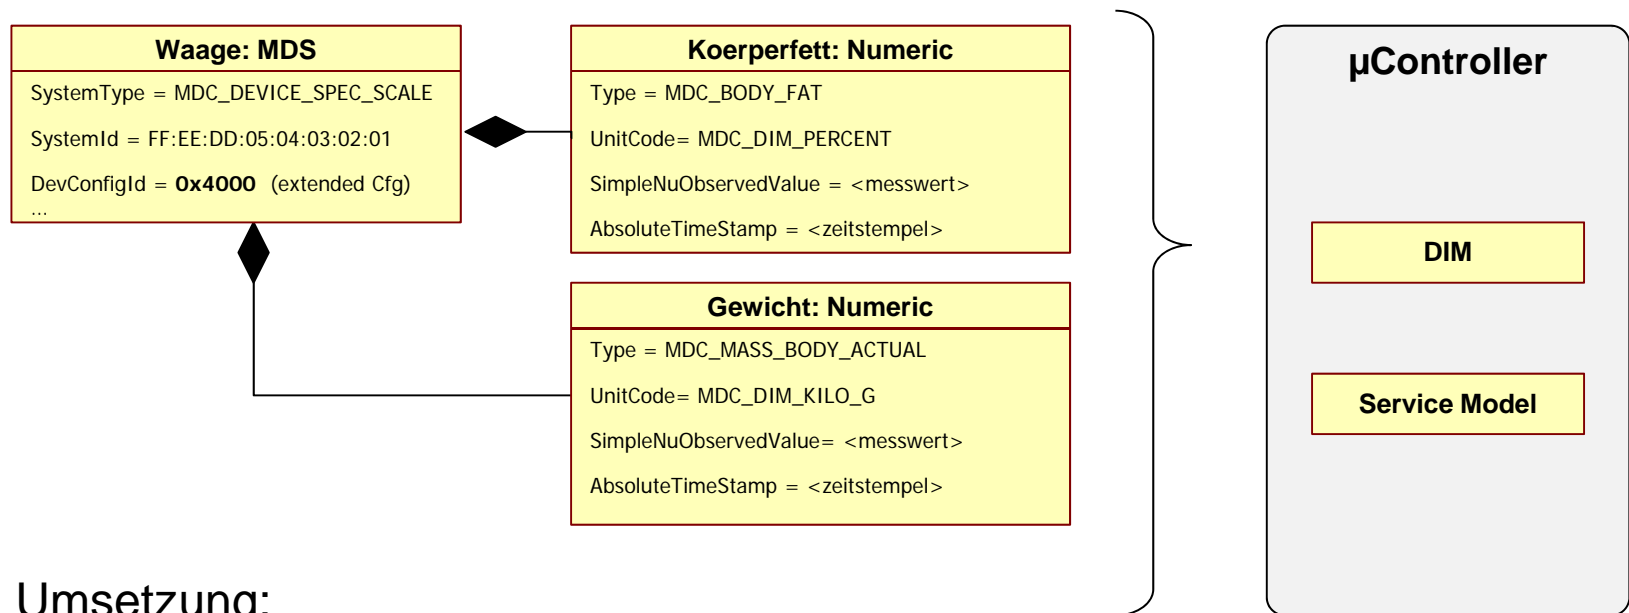 Waage: MDS
SystemType = MDC_DEVICE_SPEC_SCALE
SystemId = FF:EE:DD:05:04:03:02:01
DevConfigId = 0x4000 (extended Cfg)
...
Koerperfett: Numeric
Type = MDC_BODY_FAT
UnitCode= MDC_DIM_PERCENT
SimpleNuObservedValue = <messwert>
AbsoluteTimeStamp = <zeitstempel>
Gewicht: Numeric
Type = MDC_MASS_BODY_ACTUAL
UnitCode= MDC_DIM_KILO_G
SimpleNuObservedValue= <messwert>
AbsoluteTimeStamp = <zeitstempel>
µController
DIM
Service Model
Umsetzung: